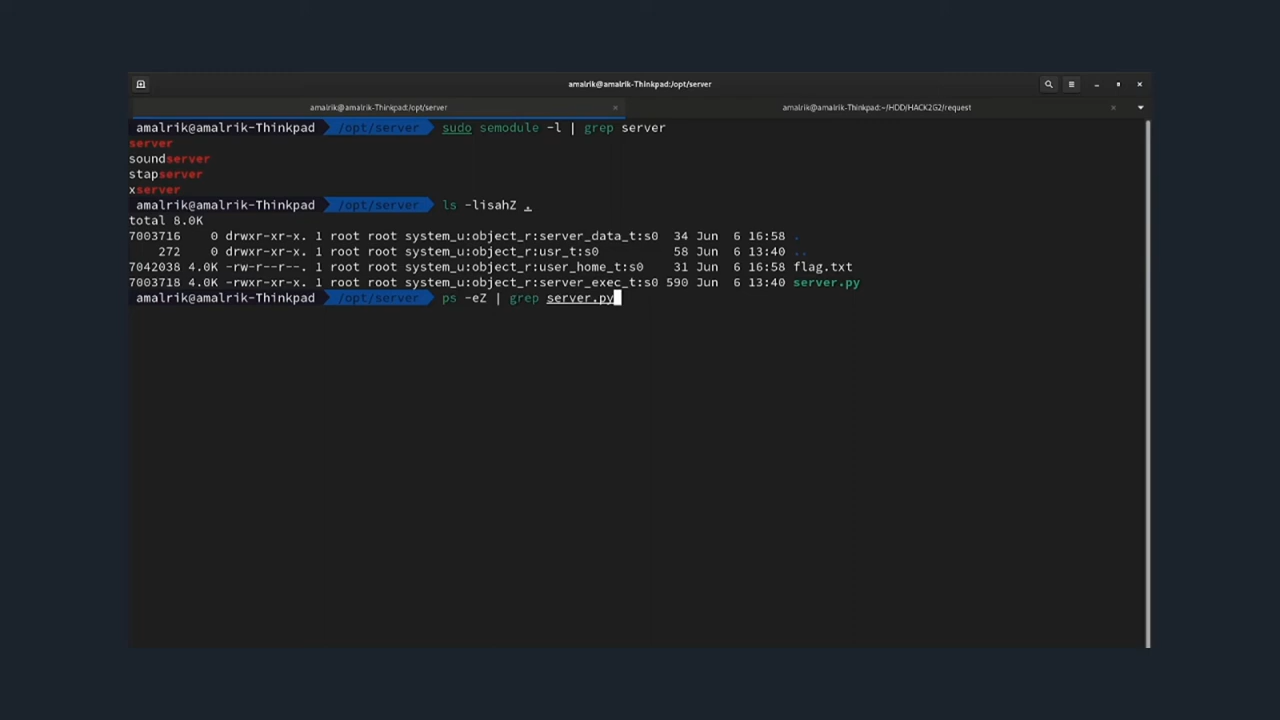 amalrik@amalrik-Thinkpad:/opt/server
amalrik@amalrik-Thinkpad:/opt/server × amalrik@amalrik-Thinkpad:~/HDD/HACK2G2/request ×
amalrik@amalrik-Thinkpad /opt/server sudo semodule -l | grep server
server
soundserver
stapserver
xserver
amalrik@amalrik-Thinkpad /opt/server ls -lisahZ .
total 8.0K
7003716 0 drwxr-xr-x. 1 root root system_u:object_r:server_data_t:s0 34 Jun 6 16:58 .
272 0 drwxr-xr-x. 1 root root system_u:object_r:usr_t:s0 58 Jun 6 13:40 ..
7042038 4.0K -rw-r--r--. 1 root root system_u:object_r:user_home_t:s0 31 Jun 6 16:58 flag.txt
7003718 4.0K -rwxr-xr-x. 1 root root system_u:object_r:server_exec_t:s0 590 Jun 6 13:40 server.py
amalrik@amalrik-Thinkpad /opt/server ps -eZ | grep server.py